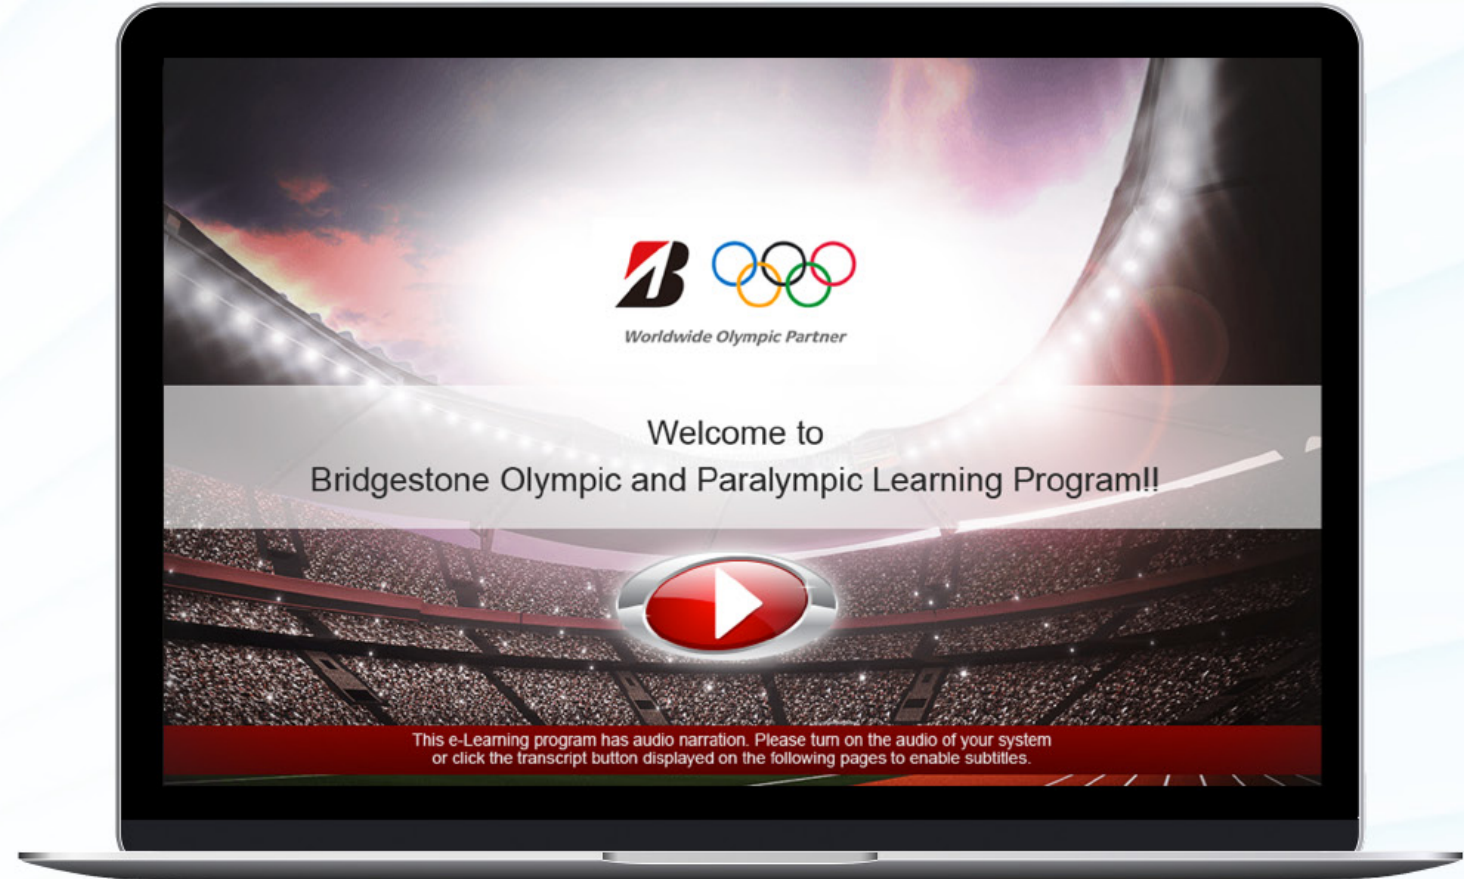 Worldwide Olympic Partner
Welcome to
Bridgestone Olympic and Paralympic Learning Program!!
This e-Learning program has audio narration. Please turn on the audio of your system
or click the transcript button displayed on the following pages to enable subtitles.